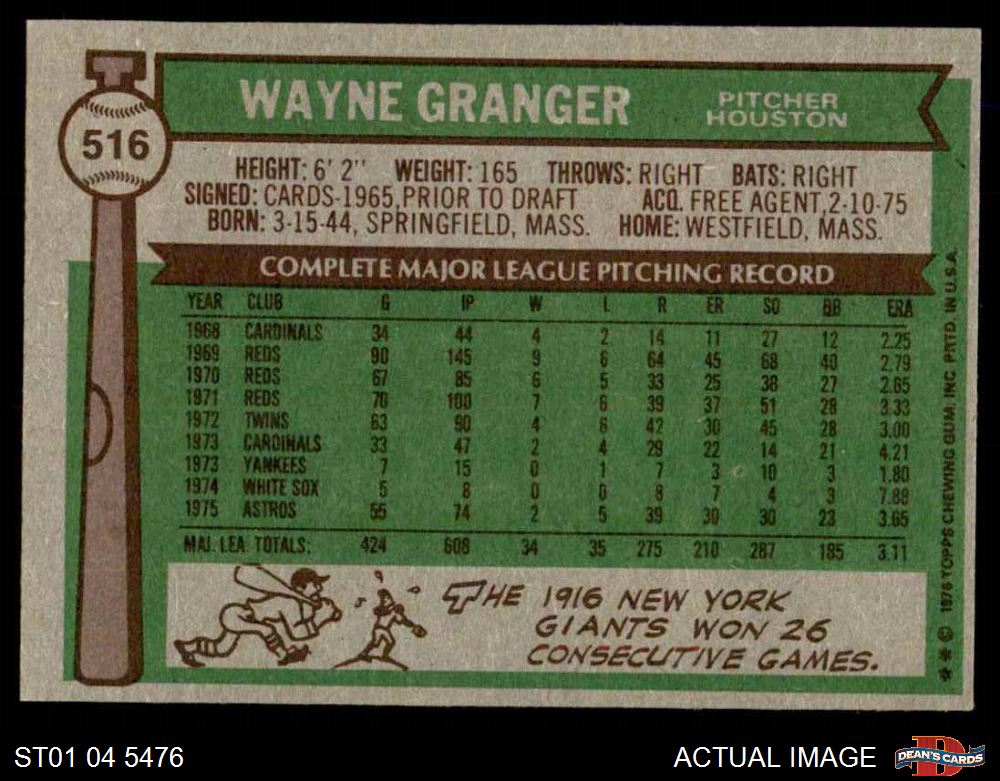 516
WAYNE GRANGER
PITCHER
HOUSTON
HEIGHT: 6' 2" WEIGHT: 165 THROWS: RIGHT BATS: RIGHT
SIGNED: CARDS-1965, PRIOR TO DRAFT ACQ. FREE AGENT, 2-10-75
BORN: 3-15-44, SPRINGFIELD, MASS. HOME: WESTFIELD, MASS.
COMPLETE MAJOR LEAGUE PITCHING RECORD
YEAR CLUB G IP W L R ER SO BB ERA
1968 CARDINALS 34 44 4 2 14 11 27 12 2.25
1969 REDS 90 145 9 6 64 45 68 40 2.79
1970 REDS 67 85 6 5 33 25 38 27 2.65
1971 REDS 70 100 7 6 39 37 51 28 3.33
1972 TWINS 63 90 4 6 42 30 45 28 3.00
1973 CARDINALS 33 47 2 4 29 22 14 21 4.21
1973 YANKEES 7 15 0 1 7 3 10 3 1.80
1974 WHITE SOX 5 8 0 0 8 7 4 3 7.88
1975 ASTROS 55 74 2 5 39 30 30 23 3.65
MAJ. LEA. TOTALS: 424 608 34 35 275 210 287 185 3.11
THE 1916 NEW YORK
GIANTS WON 26
CONSECUTIVE GAMES.
** © 1976 TOPPS CHEWING GUM, INC. PRTD. IN U.S.A.
ST01 04 5476
ACTUAL IMAGE
D
DEAN'S CARDS